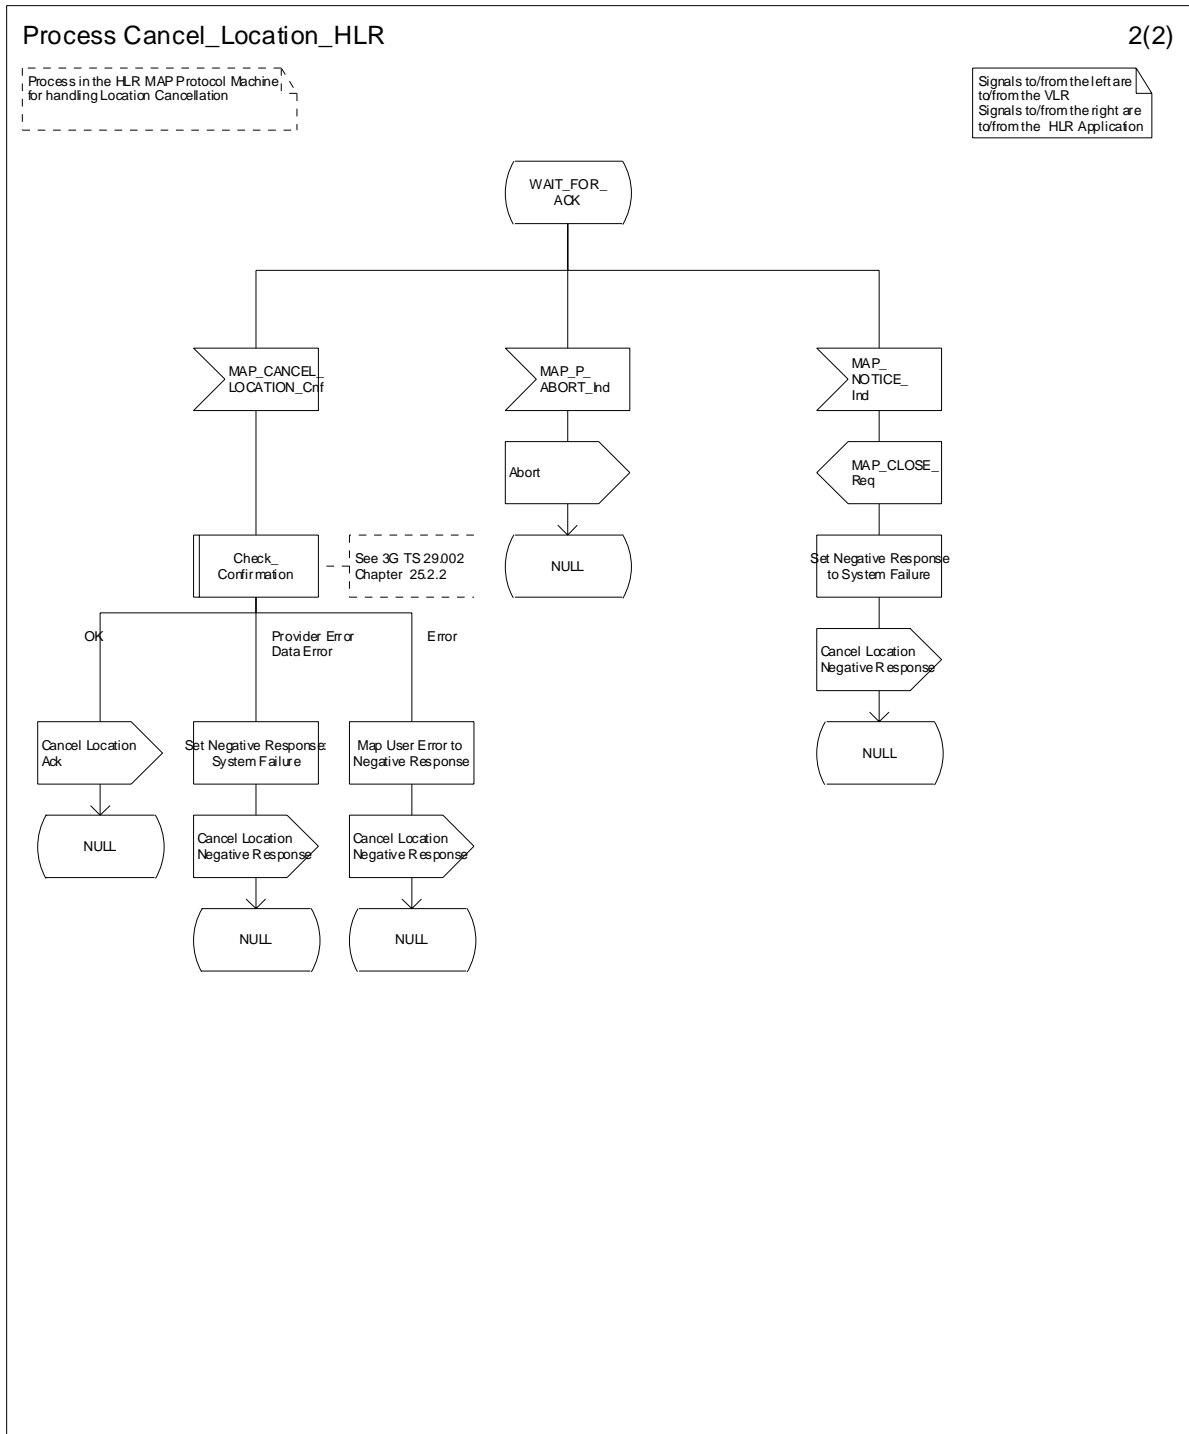 Process Cancel_Location_HLR
2(2)
Process in the HLR MAP Protocol Machine
for handling Location Cancellation
Signals to/from the left are
to/from the VLR
Signals to/from the right are
to/from the HLR Application
WAIT_FOR_
ACK
MAP_CANCEL_
LOCATION_Cnf
MAP_P_
ABORT_Ind
MAP_
NOTICE_
Ind
Abort
MAP_CLOSE_
Req
Check_
Confirmation
See 3G TS 29.002
Chapter 25.2.2
NULL
Set Negative Response
to System Failure
OK
Provider Error
Data Error
Error
Cancel Location
Negative Response
Cancel Location
Ack
Set Negative Response:
System Failure
Map User Error to
Negative Response
NULL
NULL
Cancel Location
Negative Response
Cancel Location
Negative Response
NULL
NULL